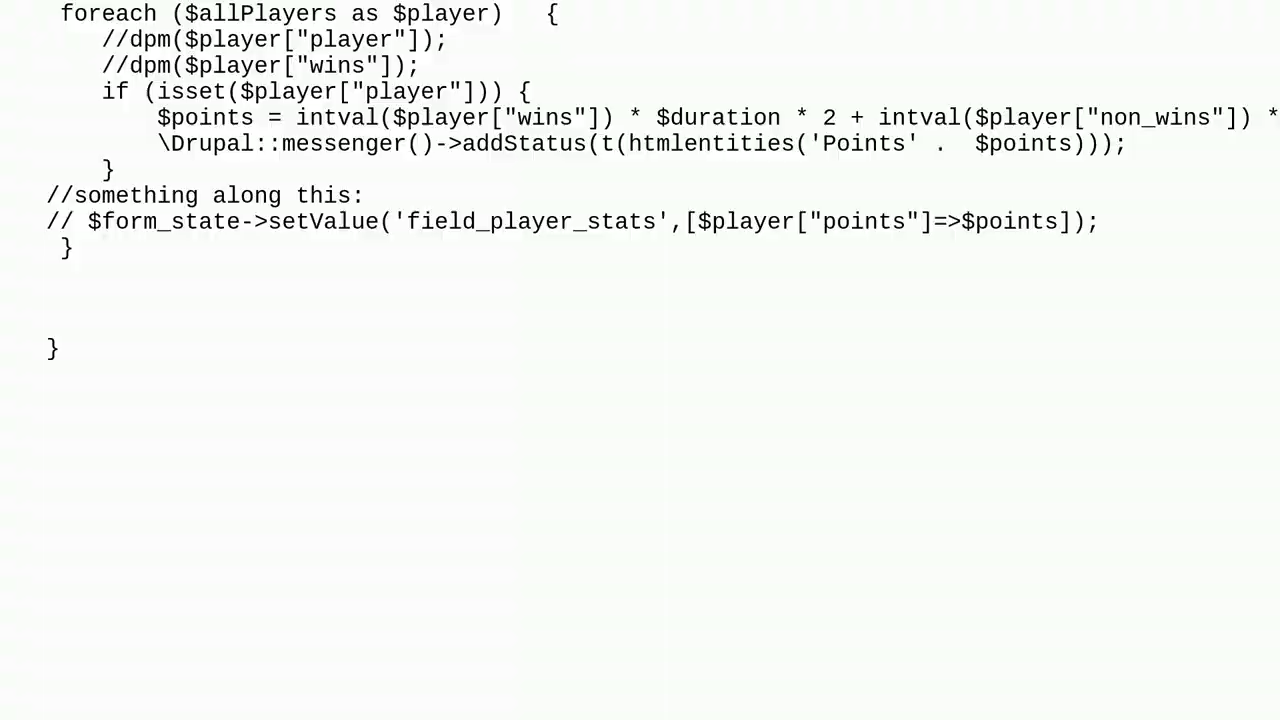 foreach ($allPlayers as $player)   {
//dpm($player["player"]);
//dpm($player["wins"]);
if (isset($player["player"])) {
$points = intval($player["wins"]) * $duration * 2 + intval($player["non_wins"]) *
\Drupal::messenger()->addStatus(t(htmlentities('Points' .  $points)));
}
//something along this:
// $form_state->setValue('field_player_stats',[$player["points"]=>$points]);
}
}